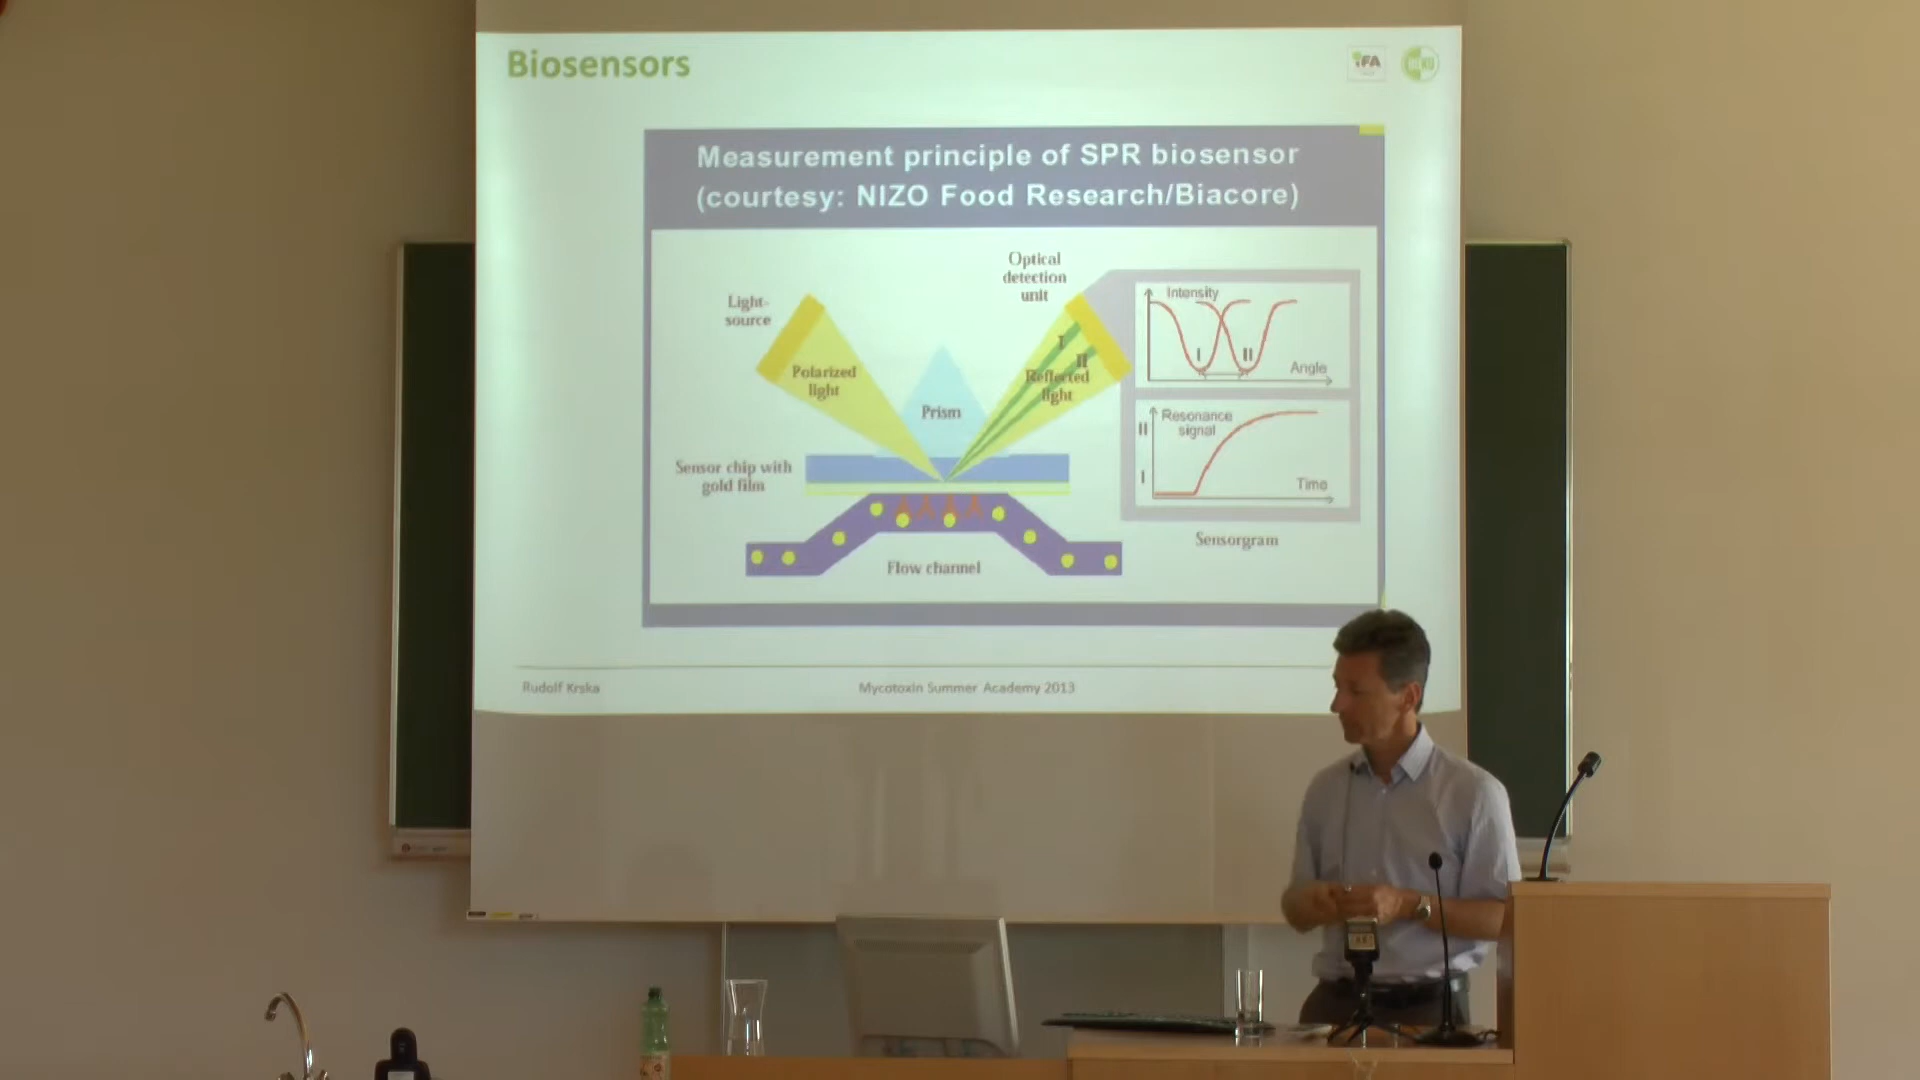 Biosensors
iFA
BOKU
Measurement principle of SPR biosensor
(courtesy: NIZO Food Research/Biacore)
Optical
detection
unit
Light-
source
Polarized
light
I
II
Reflected
light
Prism
Sensor chip with
gold film
Flow channel
Intensity
I
II
Angle
Resonance
signal
II
I
Time
Sensorgram
Rudolf Krska
Mycotoxin Summer Academy 2013